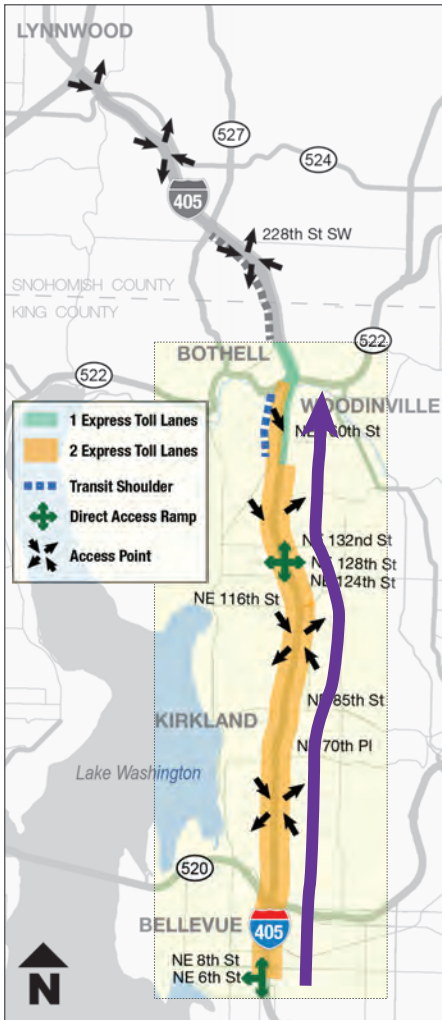 LYNNWOOD
527
524
405
228th St SW
SNOHOMISH COUNTY
KING COUNTY
BOTHELL
522
522
WOODINVILLE
1 Express Toll Lanes
2 Express Toll Lanes
Transit Shoulder
Direct Access Ramp
Access Point
NE 132nd St
NE 128th St
NE 124th St
NE 116th St
NE 85th St
KIRKLAND
NE 70th Pl
Lake Washington
520
BELLEVUE
405
NE 8th St
NE 6th St
N